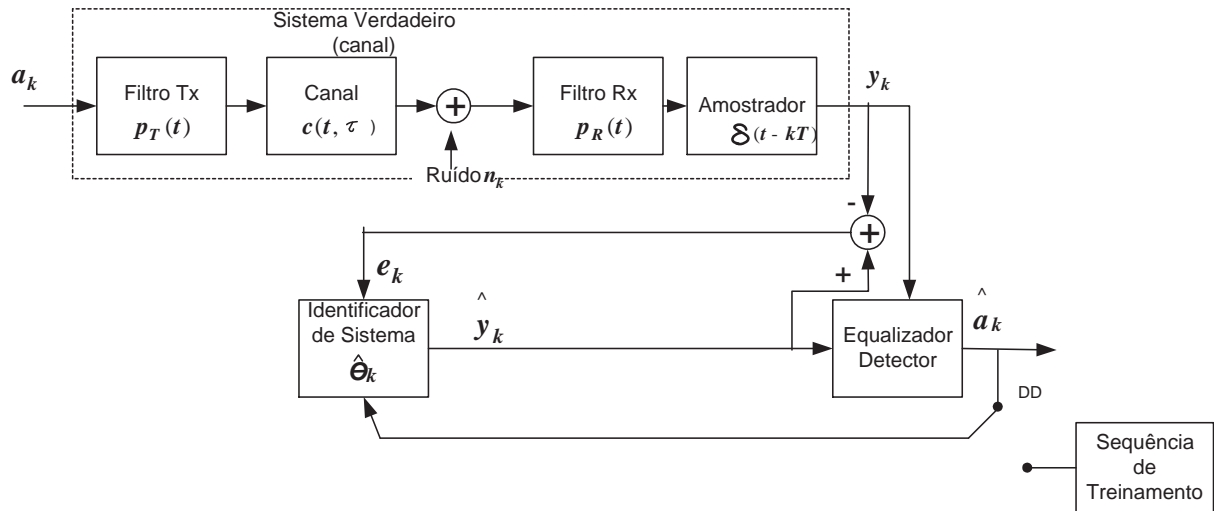 Sistema Verdadeiro
(canal)
a_k
Filtro Tx
p_T(t)
Canal
c(t, τ )
+
Ruído n_k
Filtro Rx
p_R(t)
Amostrador
δ(t - kT)
y_k
-
+
+
e_k
Identificador
de Sistema
θ̂_k
ŷ_k
Equalizador
Detector
â_k
DD
Sequência
de
Treinamento